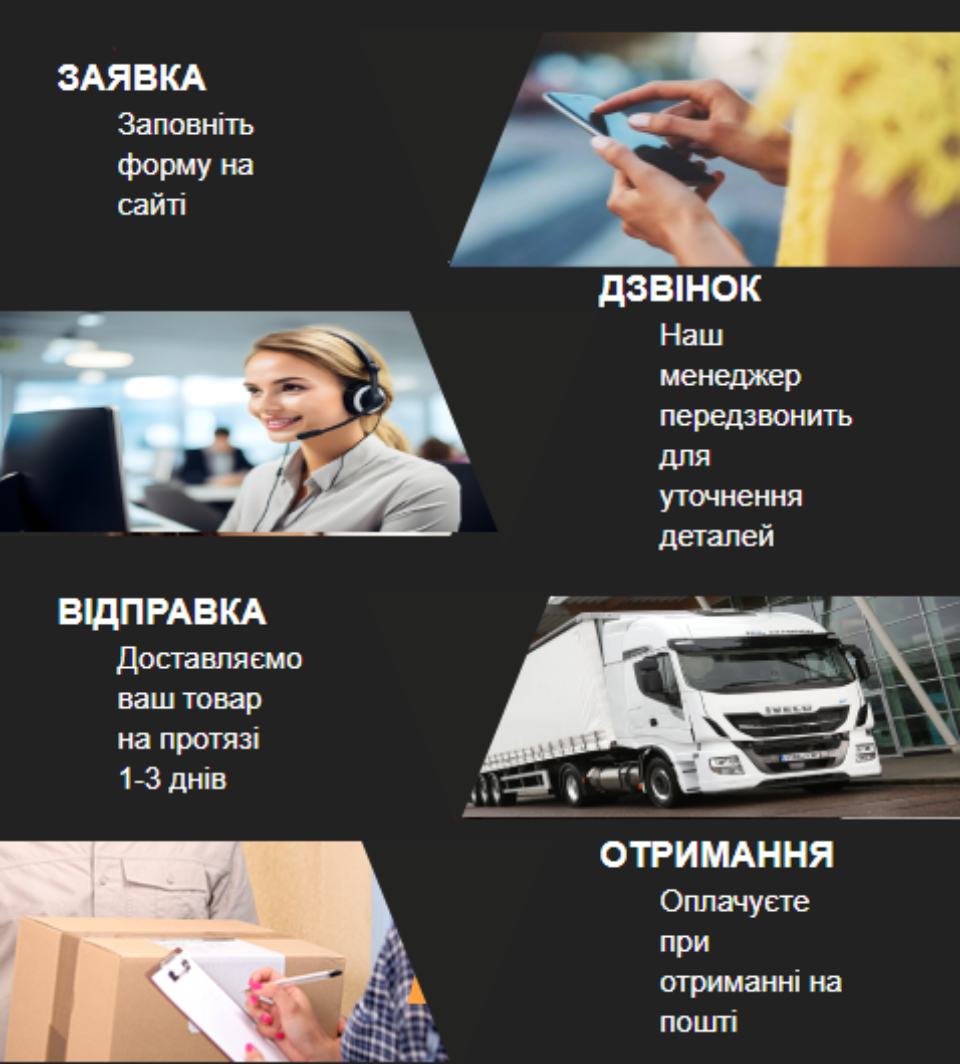 ЗАЯВКА
Заповніть
форму на
сайті
ДЗВІНОК
Наш
менеджер
передзвонить
для
уточнення
деталей
ВІДПРАВКА
Доставляємо
ваш товар
на протязі
1-3 днів
IVECO
ОТРИМАННЯ
Оплачуєте
при
отриманні на
пошті